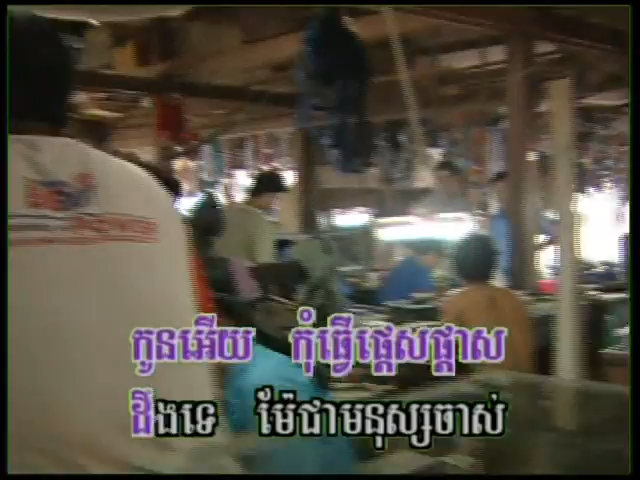 កូនអើយ កុំធ្វើផ្ដេសផ្ដាស
ដឹងទេ ម៉ែជាមនុស្សចាស់